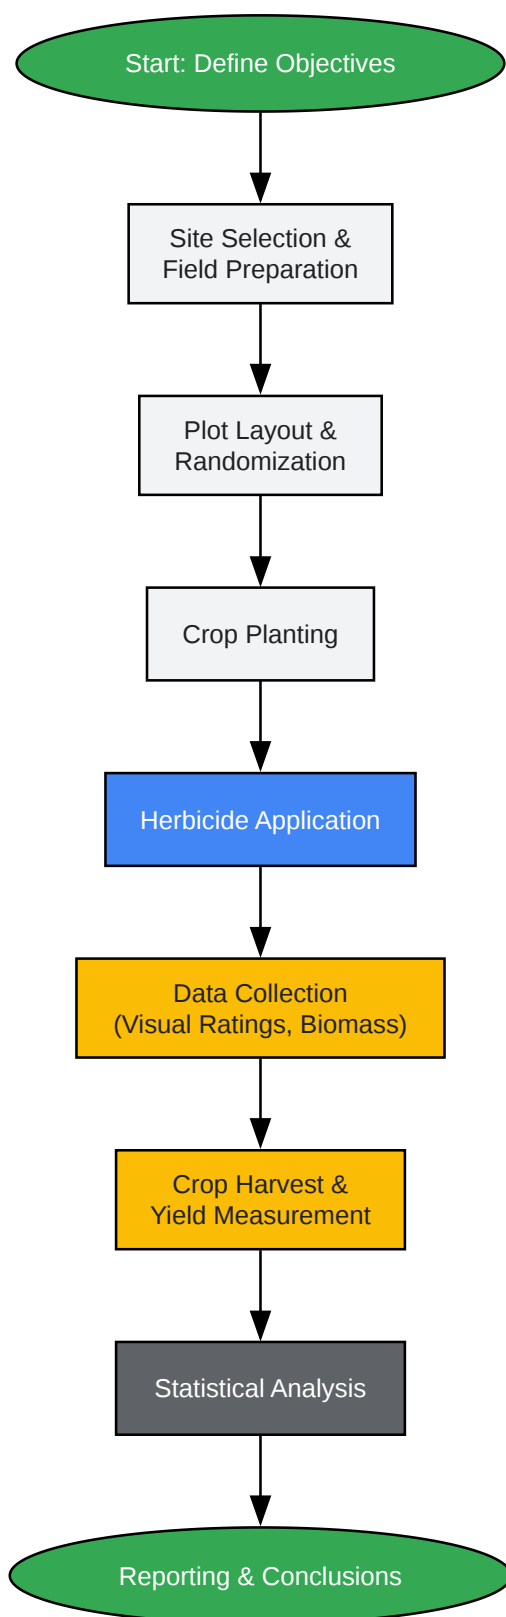 Start: Define Objectives
Site Selection &
Field Preparation
Plot Layout &
Randomization
Crop Planting
Herbicide Application
Data Collection
(Visual Ratings, Biomass)
Crop Harvest &
Yield Measurement
Statistical Analysis
Reporting & Conclusions